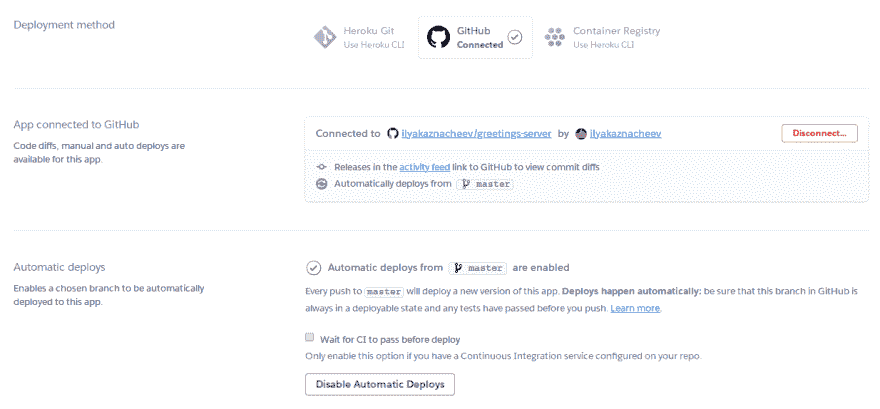 Deployment method
Heroku Git
Use Heroku CLI
GitHub
Connected
Container Registry
Use Heroku CLI
App connected to GitHub
Code diffs, manual and auto deploys are
available for this app.
Connected to ilyakaznacheev/greetings-server by ilyakaznacheev
Disconnect...
Releases in the activity feed link to GitHub to view commit diffs
Automatically deploys from master
Automatic deploys
Enables a chosen branch to be automatically
deployed to this app.
Automatic deploys from master are enabled
Every push to master will deploy a new version of this app. Deploys happen automatically: be sure that this branch in GitHub is
always in a deployable state and any tests have passed before you push. Learn more.
Wait for CI to pass before deploy
Only enable this option if you have a Continuous Integration service configured on your repo.
Disable Automatic Deploys